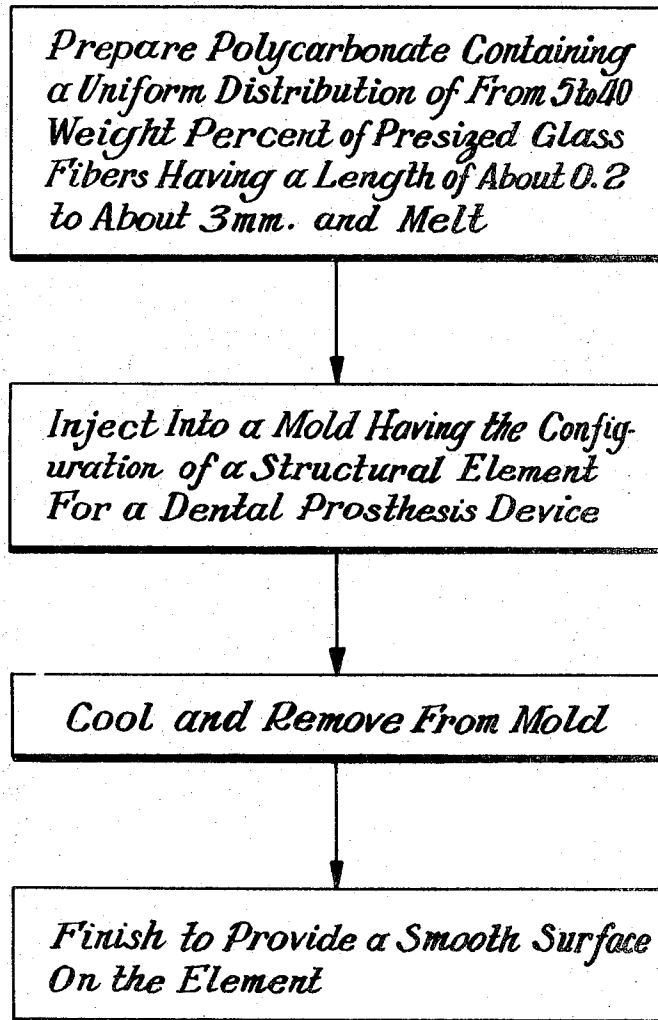 Prepare Polycarbonate Containing
a Uniform Distribution of From 5 to 40
Weight Percent of Presized Glass
Fibers Having a Length of About 0.2
to About 3mm. and Melt
Inject Into a Mold Having the Config-
uration of a Structural Element
For a Dental Prosthesis Device
Cool and Remove From Mold
Finish to Provide a Smooth Surface
On the Element